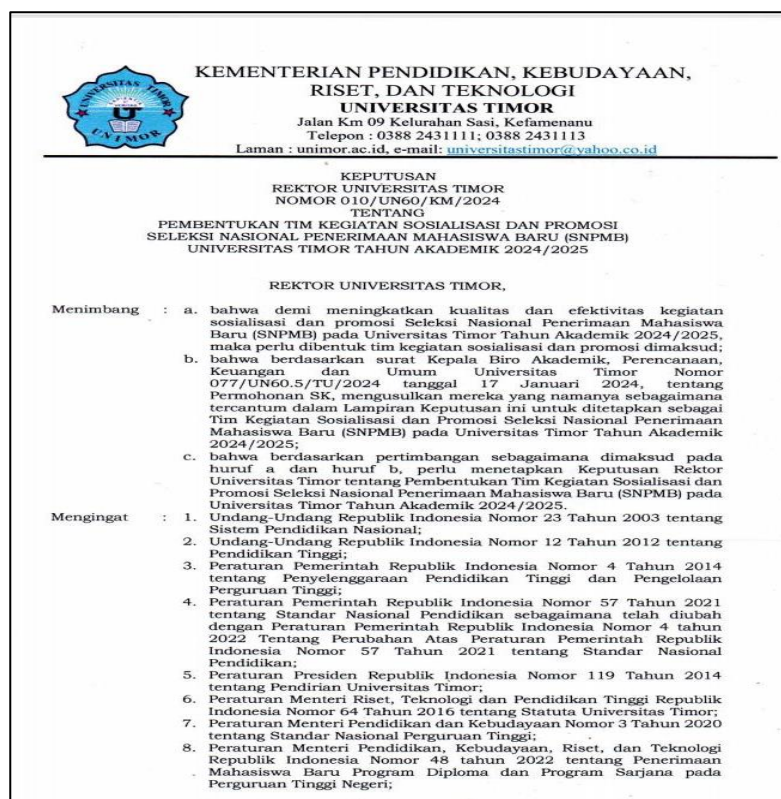 UNIVERSITAS TIMOR
UNIMOR
KEMENTERIAN PENDIDIKAN, KEBUDAYAAN,
RISET, DAN TEKNOLOGI
UNIVERSITAS TIMOR
Jalan Km 09 Kelurahan Sasi, Kefamenanu
Telepon : 0388 2431111; 0388 2431113
Laman : unimor.ac.id, e-mail: universitastimor@yahoo.co.id
KEPUTUSAN
REKTOR UNIVERSITAS TIMOR
NOMOR 010/UN60/KM/2024
TENTANG
PEMBENTUKAN TIM KEGIATAN SOSIALISASI DAN PROMOSI
SELEKSI NASIONAL PENERIMAAN MAHASISWA BARU (SNPMB)
UNIVERSITAS TIMOR TAHUN AKADEMIK 2024/2025
REKTOR UNIVERSITAS TIMOR,
Menimbang : a. bahwa demi meningkatkan kualitas dan efektivitas kegiatan
sosialisasi dan promosi Seleksi Nasional Penerimaan Mahasiswa
Baru (SNPMB) pada Universitas Timor Tahun Akademik 2024/2025,
maka perlu dibentuk tim kegiatan sosialisasi dan promosi dimaksud;
b. bahwa berdasarkan surat Kepala Biro Akademik, Perencanaan,
Keuangan dan Umum Universitas Timor Nomor
077/UN60.5/TU/2024 tanggal 17 Januari 2024, tentang
Permohonan SK, mengusulkan mereka yang namanya sebagaimana
tercantum dalam Lampiran Keputusan ini untuk ditetapkan sebagai
Tim Kegiatan Sosialisasi dan Promosi Seleksi Nasional Penerimaan
Mahasiswa Baru (SNPMB) pada Universitas Timor Tahun Akademik
2024/2025;
c. bahwa berdasarkan pertimbangan sebagaimana dimaksud pada
huruf a dan huruf b, perlu menetapkan Keputusan Rektor
Universitas Timor tentang Pembentukan Tim Kegiatan Sosialisasi dan
Promosi Seleksi Nasional Penerimaan Mahasiswa Baru (SNPMB) pada
Universitas Timor Tahun Akademik 2024/2025.
Mengingat : 1. Undang-Undang Republik Indonesia Nomor 23 Tahun 2003 tentang
Sistem Pendidikan Nasional;
2. Undang-Undang Republik Indonesia Nomor 12 Tahun 2012 tentang
Pendidikan Tinggi;
3. Peraturan Pemerintah Republik Indonesia Nomor 4 Tahun 2014
tentang Penyelenggaraan Pendidikan Tinggi dan Pengelolaan
Perguruan Tinggi;
4. Peraturan Pemerintah Republik Indonesia Nomor 57 Tahun 2021
tentang Standar Nasional Pendidikan sebagaimana telah diubah
dengan Peraturan Pemerintah Republik Indonesia Nomor 4 tahun
2022 Tentang Perubahan Atas Peraturan Pemerintah Republik
Indonesia Nomor 57 Tahun 2021 tentang Standar Nasional
Pendidikan;
5. Peraturan Presiden Republik Indonesia Nomor 119 Tahun 2014
tentang Pendirian Universitas Timor;
6. Peraturan Menteri Riset, Teknologi dan Pendidikan Tinggi Republik
Indonesia Nomor 64 Tahun 2016 tentang Statuta Universitas Timor;
7. Peraturan Menteri Pendidikan dan Kebudayaan Nomor 3 Tahun 2020
tentang Standar Nasional Perguruan Tinggi;
8. Peraturan Menteri Pendidikan, Kebudayaan, Riset, dan Teknologi
Republik Indonesia Nomor 48 tahun 2022 tentang Penerimaan
Mahasiswa Baru Program Diploma dan Program Sarjana pada
Perguruan Tinggi Negeri;